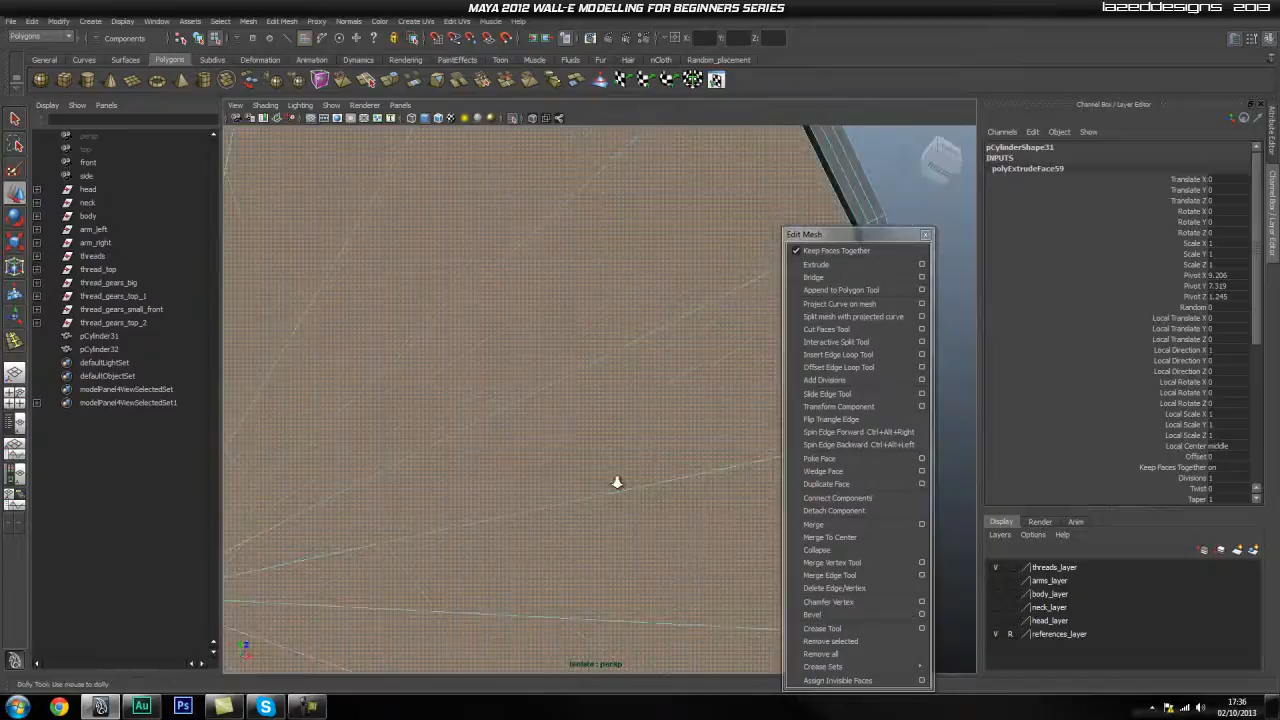 MAYA 2012 WALL-E MODELLING FOR BEGINNERS SERIES
lazeddesigns 2013
File Edit Modify Create Display Window Assets Select Mesh Edit Mesh Proxy Normals Color Create UVs Edit UVs Muscle Help
Polygons Components X: Y: Z:
General Curves Surfaces Polygons Subdivs Deformation Animation Dynamics Rendering PaintEffects Toon Muscle Fluids Fur Hair nCloth Random_placement
Display Show Panels
View Shading Lighting Show Renderer Panels
persp
top
front
side
head
neck
body
arm_left
arm_right
threads
thread_top
thread_gears_big
thread_gears_top_1
thread_gears_small_front
thread_gears_top_2
pCylinder31
pCylinder32
defaultLightSet
defaultObjectSet
modelPanel4ViewSelectedSet
modelPanel4ViewSelectedSet1
Isolate : persp
Edit Mesh
Keep Faces Together
Extrude
Bridge
Append to Polygon Tool
Project Curve on mesh
Split mesh with projected curve
Cut Faces Tool
Interactive Split Tool
Insert Edge Loop Tool
Offset Edge Loop Tool
Add Divisions
Slide Edge Tool
Transform Component
Flip Triangle Edge
Spin Edge Forward Ctrl+Alt+Right
Spin Edge Backward Ctrl+Alt+Left
Poke Face
Wedge Face
Duplicate Face
Connect Components
Detach Component
Merge
Merge To Center
Collapse
Merge Vertex Tool
Merge Edge Tool
Delete Edge/Vertex
Chamfer Vertex
Bevel
Crease Tool
Remove selected
Remove all
Crease Sets
Assign Invisible Faces
Channel Box / Layer Editor
Channels Edit Object Show
pCylinderShape31
INPUTS
polyExtrudeFace59
Translate X 0
Translate Y 0
Translate Z 0
Rotate X 0
Rotate Y 0
Rotate Z 0
Scale X 1
Scale Y 1
Scale Z 1
Pivot X 9.206
Pivot Y 7.319
Pivot Z 1.245
Random 0
Local Translate X 0
Local Translate Y 0
Local Translate Z 0
Local Direction X 1
Local Direction Y 0
Local Direction Z 0
Local Rotate X 0
Local Rotate Y 0
Local Rotate Z 0
Local Scale X 1
Local Scale Y 1
Local Scale Z 1
Local Center middle
Offset 0
Keep Faces Together on
Divisions 1
Twist 0
Taper 1
Display Render Anim
Layers Options Help
V threads_layer
arms_layer
body_layer
neck_layer
head_layer
V R references_layer
Attribute Editor
Channel Box / Layer Editor
Dolly Tool: Use mouse to dolly
Au
Ps
17:36
02/10/2013